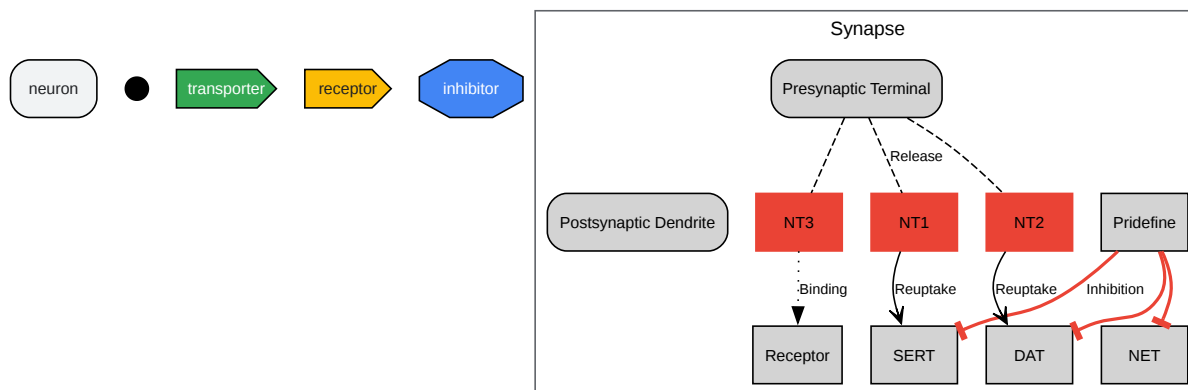 Synapse
neuron
transporter
receptor
inhibitor
Presynaptic Terminal
Release
Postsynaptic Dendrite
NT3
NT1
NT2
Pridefine
Binding
Reuptake
Reuptake
Inhibition
Receptor
SERT
DAT
NET